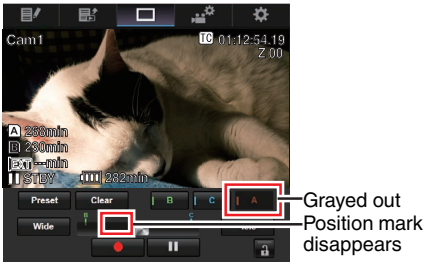 Cam1
TC 01:12:54.19
Z 00
A 268min
B 230min
EXT ---min
STBY 282min
Preset Clear B C A
Grayed out
B C
Position mark
Wide
disappears